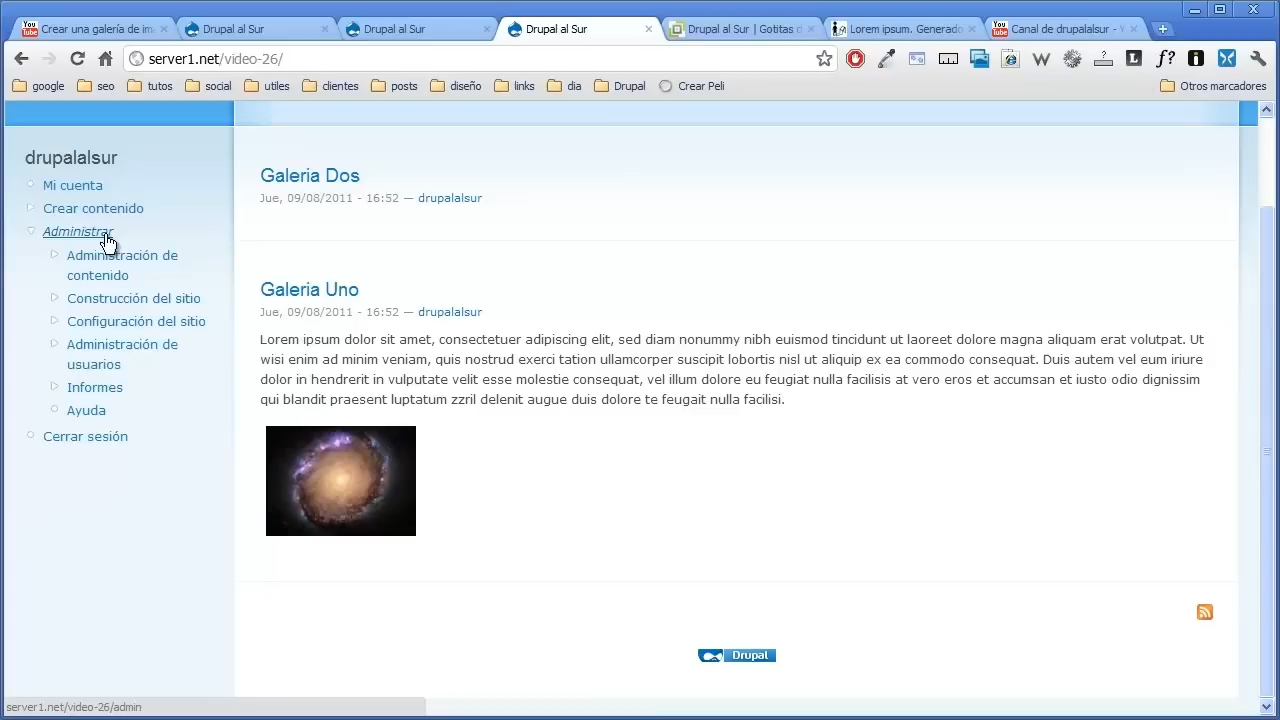 Crear una galería de im
Drupal al Sur
Drupal al Sur
Drupal al Sur
Drupal al Sur | Gotitas d
Lorem ipsum. Generado
Canal de drupalalsur -
server1.net/video-26/
google
seo
tutos
social
utiles
clientes
posts
diseño
links
dia
Drupal
Crear Peli
Otros marcadores
drupalalsur
Mi cuenta
Crear contenido
Administrar
Administración de
contenido
Construcción del sitio
Configuración del sitio
Administración de
usuarios
Informes
Ayuda
Cerrar sesión
Galeria Dos
Jue, 09/08/2011 - 16:52 — drupalalsur
Galeria Uno
Jue, 09/08/2011 - 16:52 — drupalalsur
Lorem ipsum dolor sit amet, consectetuer adipiscing elit, sed diam nonummy nibh euismod tincidunt ut laoreet dolore magna aliquam erat volutpat. Ut
wisi enim ad minim veniam, quis nostrud exerci tation ullamcorper suscipit lobortis nisl ut aliquip ex ea commodo consequat. Duis autem vel eum iriure
dolor in hendrerit in vulputate velit esse molestie consequat, vel illum dolore eu feugiat nulla facilisis at vero eros et accumsan et iusto odio dignissim
qui blandit praesent luptatum zzril delenit augue duis dolore te feugait nulla facilisi.
Drupal
server1.net/video-26/admin